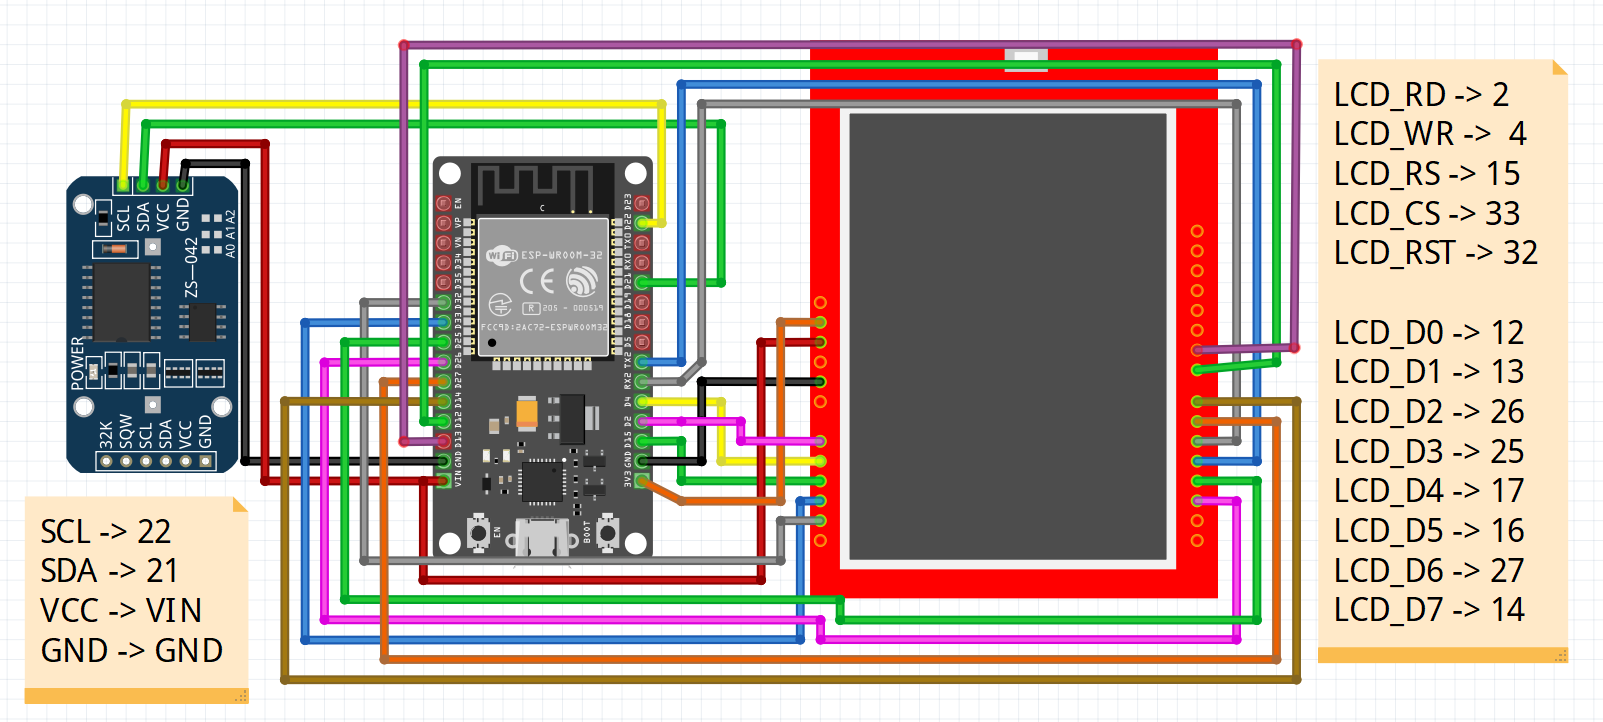 SCL
SDA
VCC
GND
A0 A1 A2
ZS-042
POWER
32K
SQW
SCL
SDA
VCC
GND
SCL -> 22
SDA -> 21
VCC -> VIN
GND -> GND
EN
VP
VN
D34
D35
D32
D33
D25
D26
D27
D14
D12
D13
GND
VIN
C
WiFi ESP-WROOM-32
CE
R 205-000519
FCC9D:2AC72-ESPWROOM32
EN
BOOT
D23
D22
TX0
RX0
D21
D19
D18
D5
TX2
RX2
D4
D2
D15
GND
3V3
LCD_RD -> 2
LCD_WR -> 4
LCD_RS -> 15
LCD_CS -> 33
LCD_RST -> 32
LCD_D0 -> 12
LCD_D1 -> 13
LCD_D2 -> 26
LCD_D3 -> 25
LCD_D4 -> 17
LCD_D5 -> 16
LCD_D6 -> 27
LCD_D7 -> 14